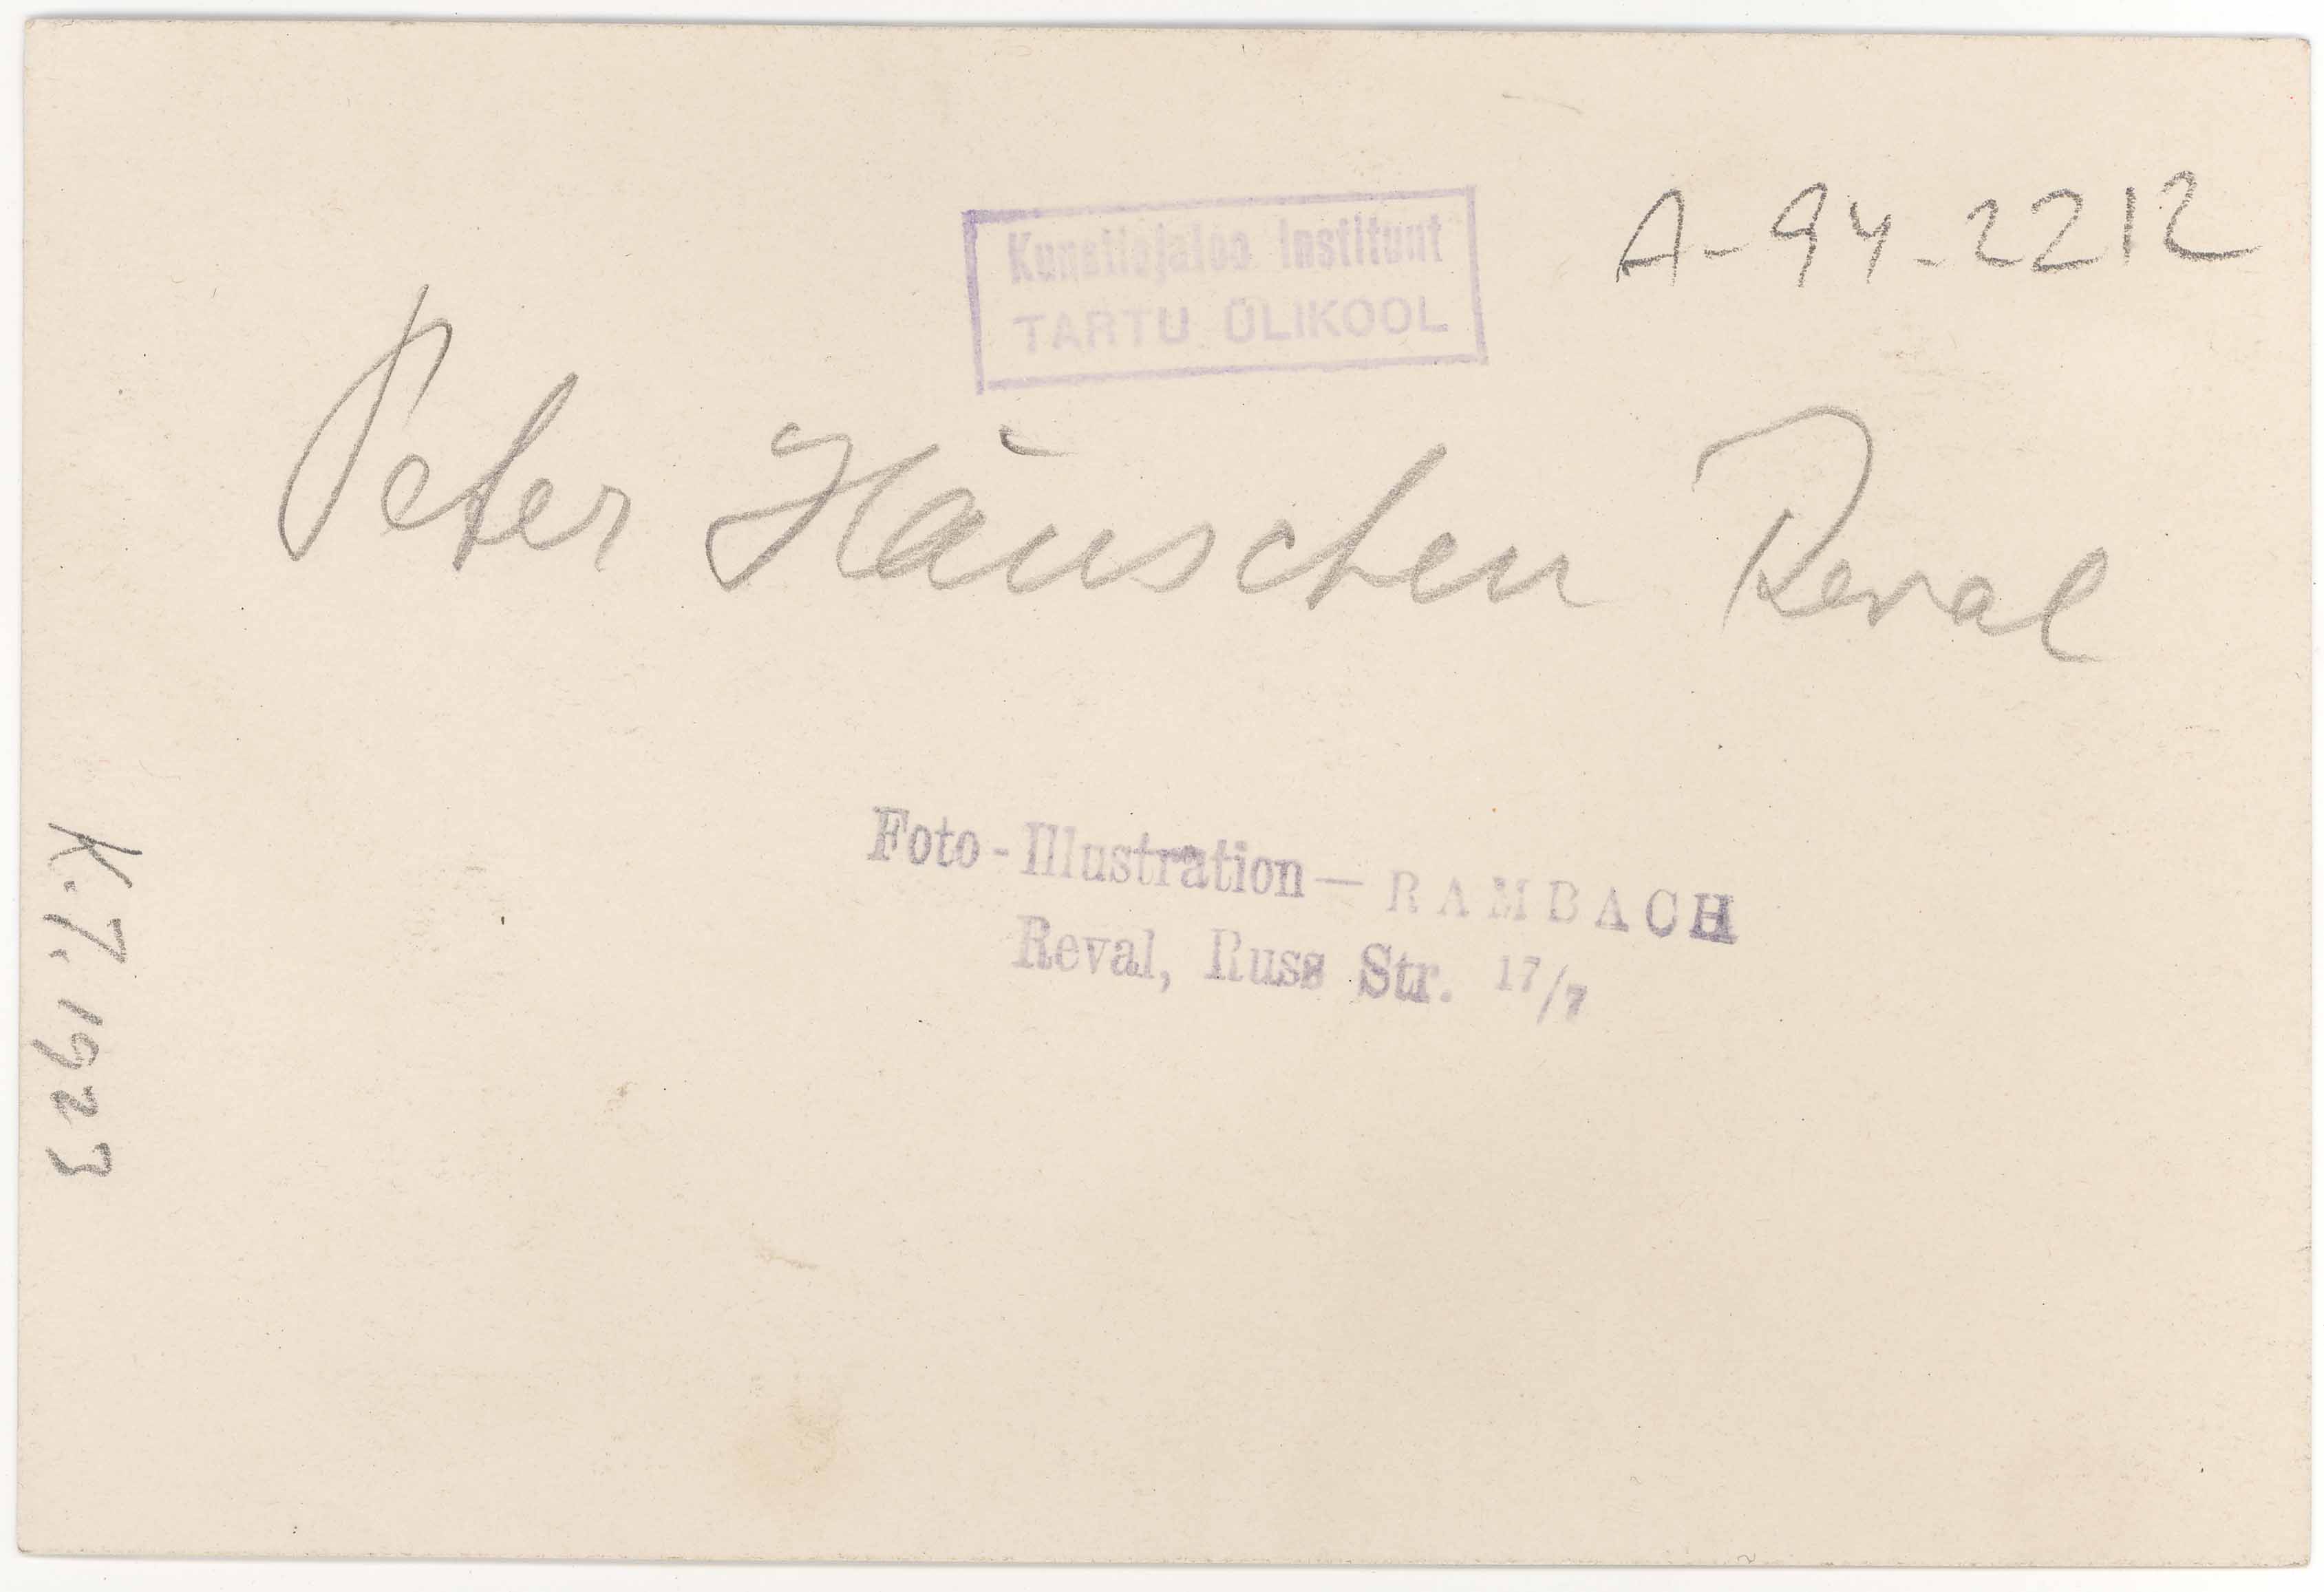 Kunstiajaloo Instituut
TARTU ÜLIKOOL
A-94-2212
Peter Häuschen Reval
Foto-Illustration — RAMBACH
Reval, Russ Str. 17/7
K.7. 1923